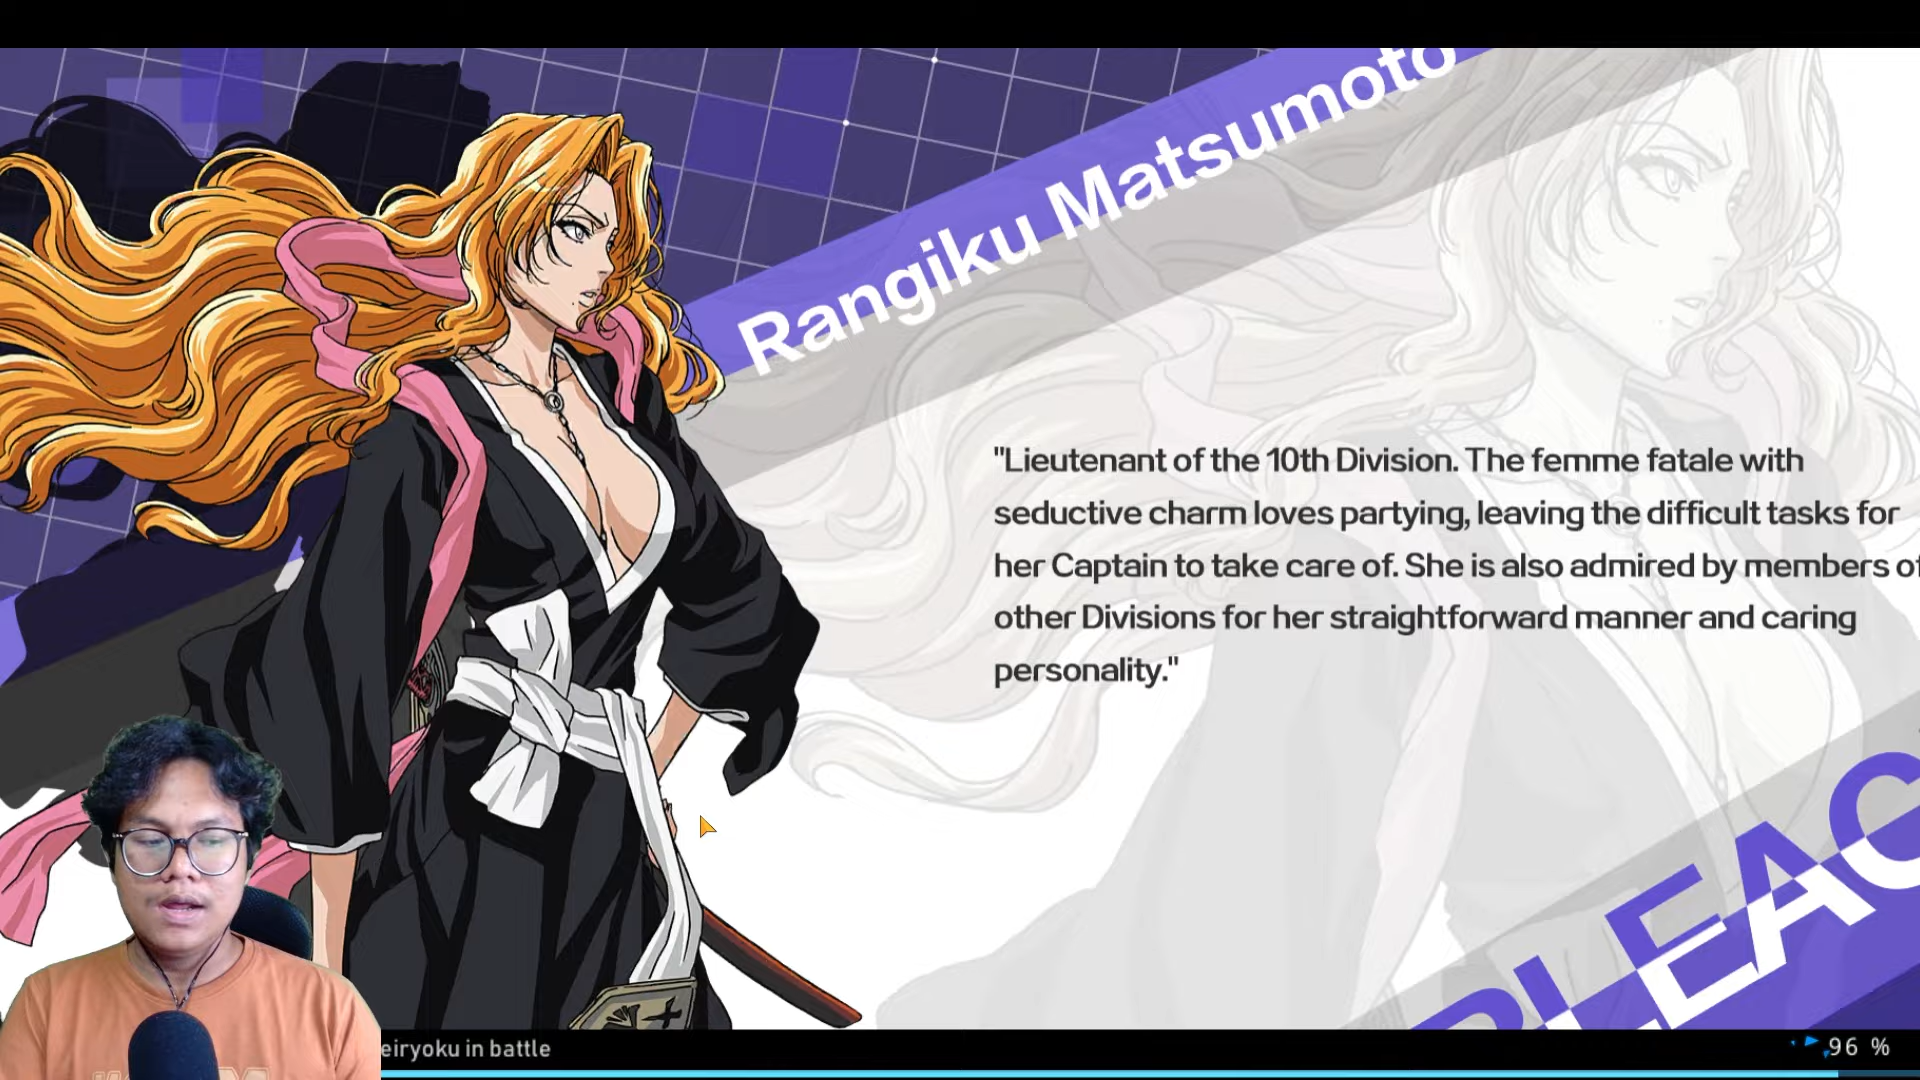 Rangiku Matsumoto
"Lieutenant of the 10th Division. The femme fatale with
seductive charm loves partying, leaving the difficult tasks for
her Captain to take care of. She is also admired by members of
other Divisions for her straightforward manner and caring
personality."
BLEAC
eiryoku in battle
96 %